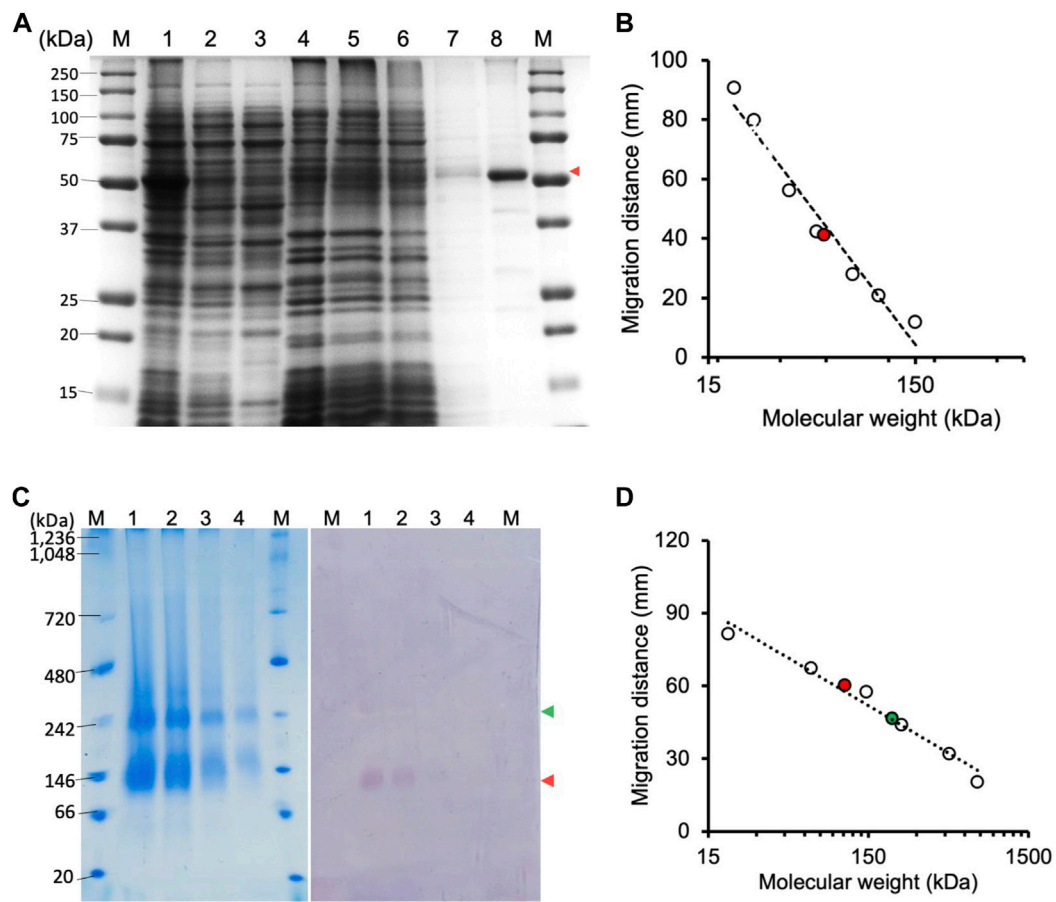 A
(kDa) M 1 2 3 4 5 6 7 8 M
250
150
100
75
50
37
25
20
15
B
Migration distance (mm)
100
80
60
40
20
0
15 150
Molecular weight (kDa)
C
(kDa) M 1 2 3 4 M M 1 2 3 4 M
1,236
1,048
720
480
242
146
66
20
D
Migration distance (mm)
120
90
60
30
0
15 150 1500
Molecular weight (kDa)